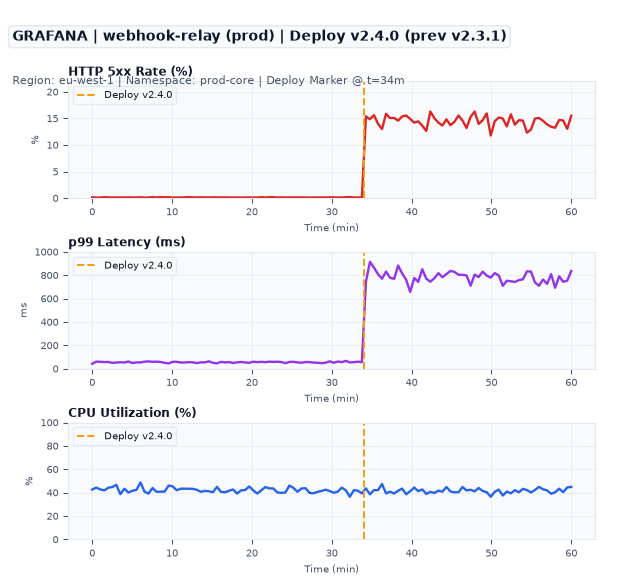 GRAFANA | webhook-relay (prod) | Deploy v2.4.0 (prev v2.3.1)
HTTP 5xx Rate (%)
Region: eu-west-1 | Namespace: prod-core | Deploy Marker @ t=34m
Deploy v2.4.0
20
15
10
5
0
%
0 10 20 30 40 50 60
Time (min)
p99 Latency (ms)
Deploy v2.4.0
1000
800
600
400
200
0
ms
0 10 20 30 40 50 60
Time (min)
CPU Utilization (%)
Deploy v2.4.0
100
80
60
40
20
0
%
0 10 20 30 40 50 60
Time (min)